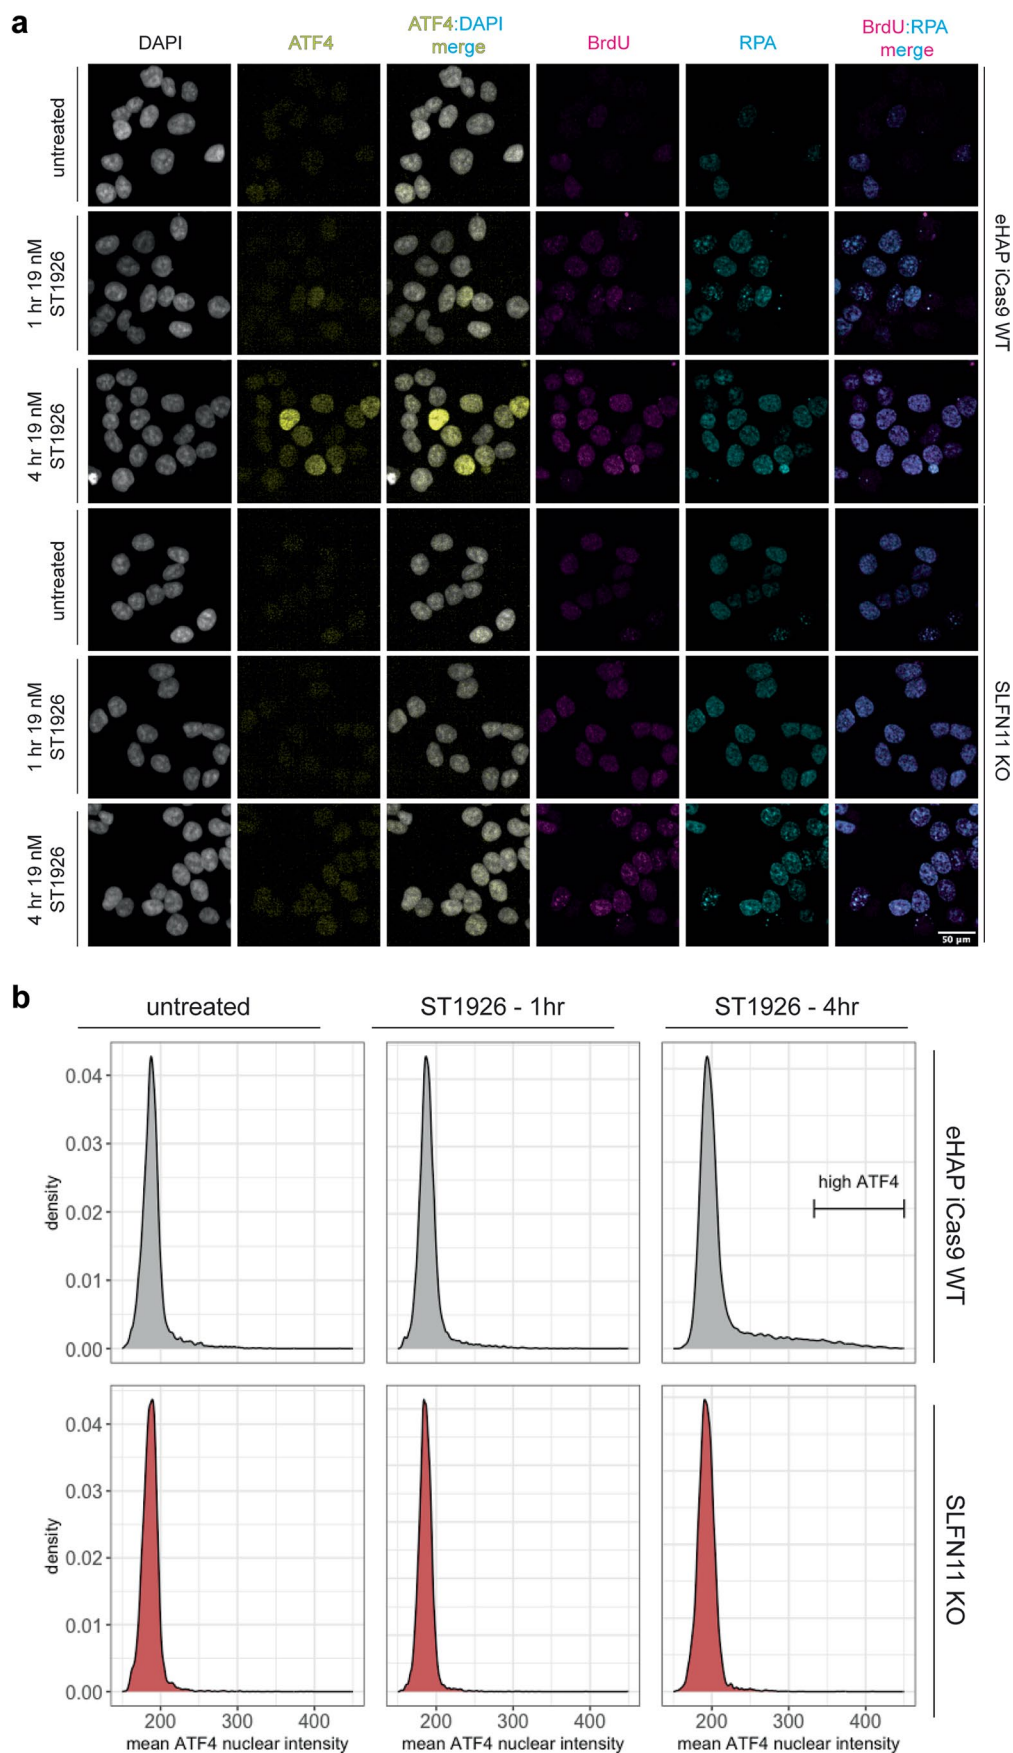 a
DAPI
ATF4
ATF4:DAPI
merge
BrdU
RPA
BrdU:RPA
merge
untreated
1 hr 19 nM
ST1926
4 hr 19 nM
ST1926
eHAP iCas9 WT
untreated
1 hr 19 nM
ST1926
4 hr 19 nM
ST1926
SLFN11 KO
50 µm
b
untreated
ST1926 - 1hr
ST1926 - 4hr
0.04
0.03
0.02
0.01
0.00
density
high ATF4
eHAP iCas9 WT
0.04
0.03
0.02
0.01
0.00
density
SLFN11 KO
200 300 400
200 300 400
200 300 400
mean ATF4 nuclear intensity
mean ATF4 nuclear intensity
mean ATF4 nuclear intensity